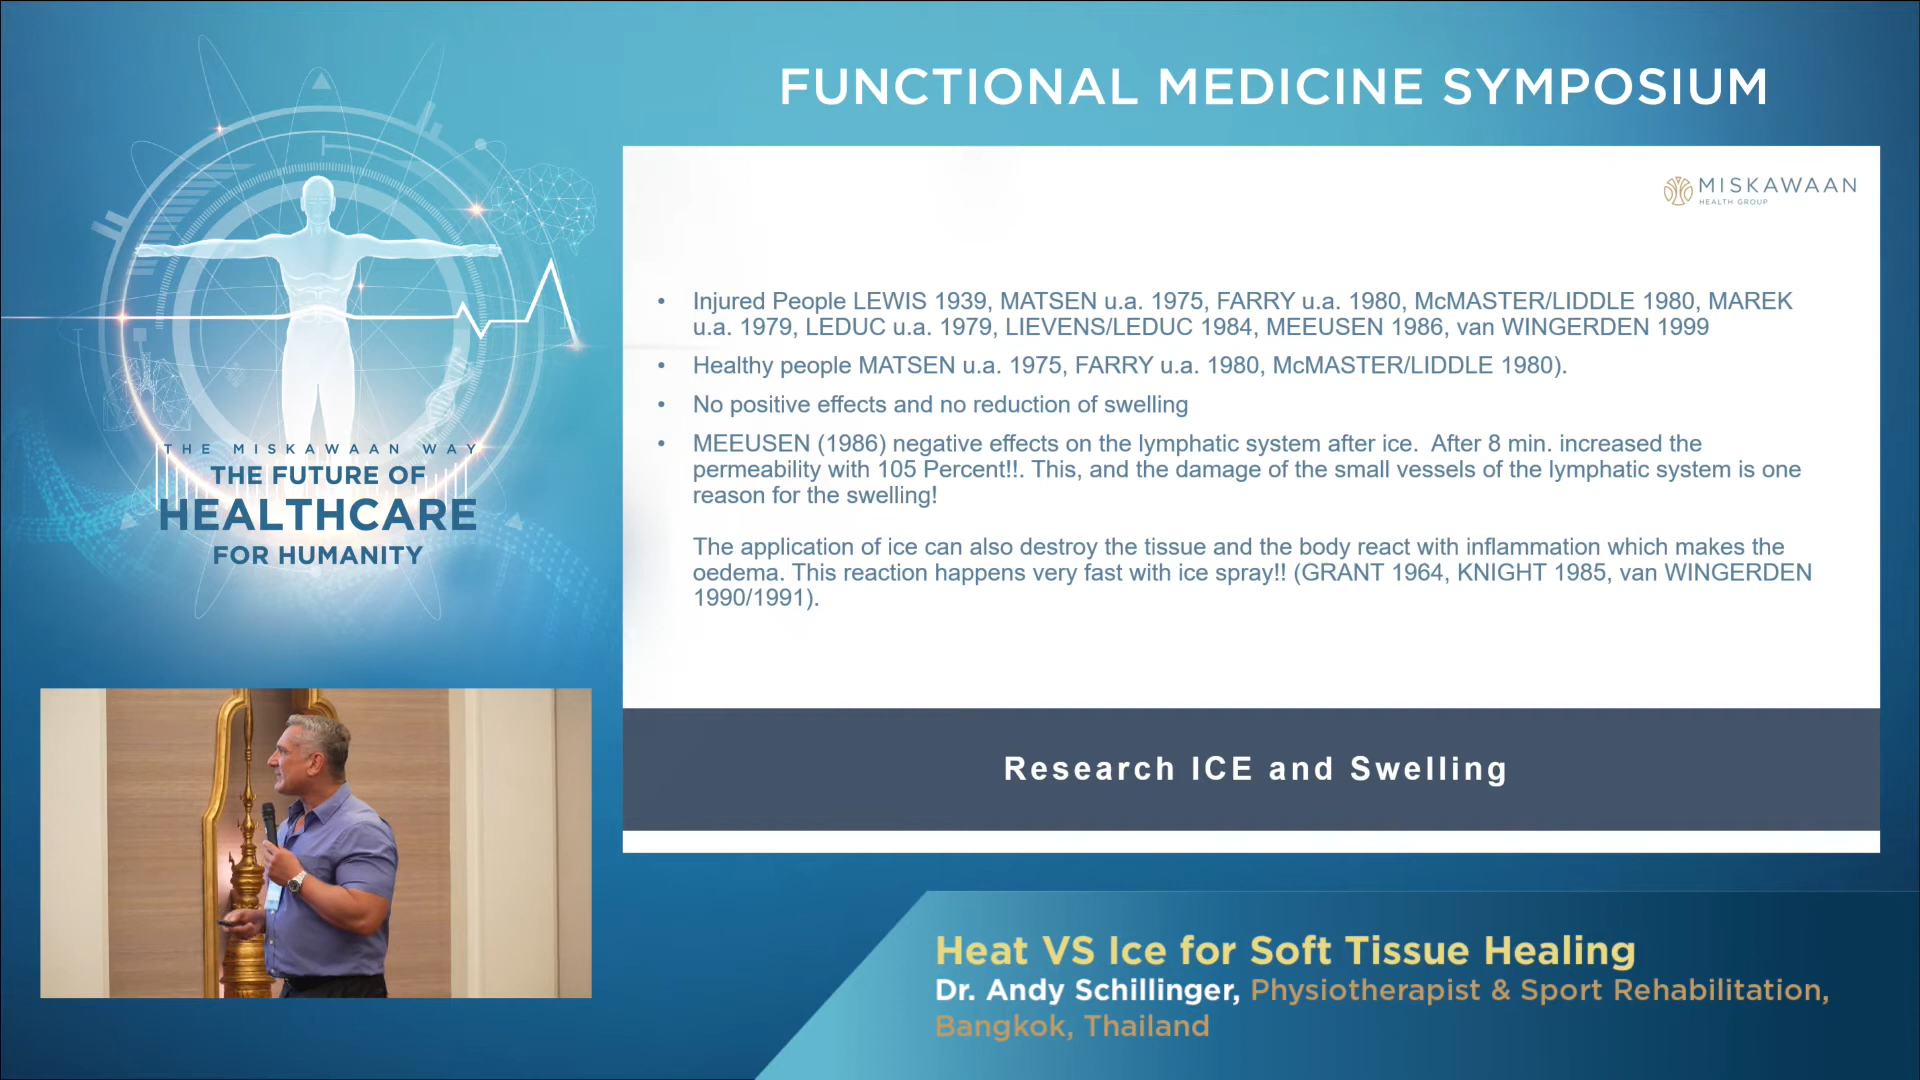 FUNCTIONAL MEDICINE SYMPOSIUM
MISKAWAAN
HEALTH GROUP
• Injured People LEWIS 1939, MATSEN u.a. 1975, FARRY u.a. 1980, McMASTER/LIDDLE 1980, MAREK
u.a. 1979, LEDUC u.a. 1979, LIEVENS/LEDUC 1984, MEEUSEN 1986, van WINGERDEN 1999
• Healthy people MATSEN u.a. 1975, FARRY u.a. 1980, McMASTER/LIDDLE 1980).
• No positive effects and no reduction of swelling
• MEEUSEN (1986) negative effects on the lymphatic system after ice.  After 8 min. increased the
permeability with 105 Percent!!. This, and the damage of the small vessels of the lymphatic system is one
reason for the swelling!
The application of ice can also destroy the tissue and the body react with inflammation which makes the
oedema. This reaction happens very fast with ice spray!! (GRANT 1964, KNIGHT 1985, van WINGERDEN
1990/1991).
Research ICE and Swelling
THE MISKAWAAN WAY
THE FUTURE OF
HEALTHCARE
FOR HUMANITY
Heat VS Ice for Soft Tissue Healing
Dr. Andy Schillinger, Physiotherapist & Sport Rehabilitation,
Bangkok, Thailand